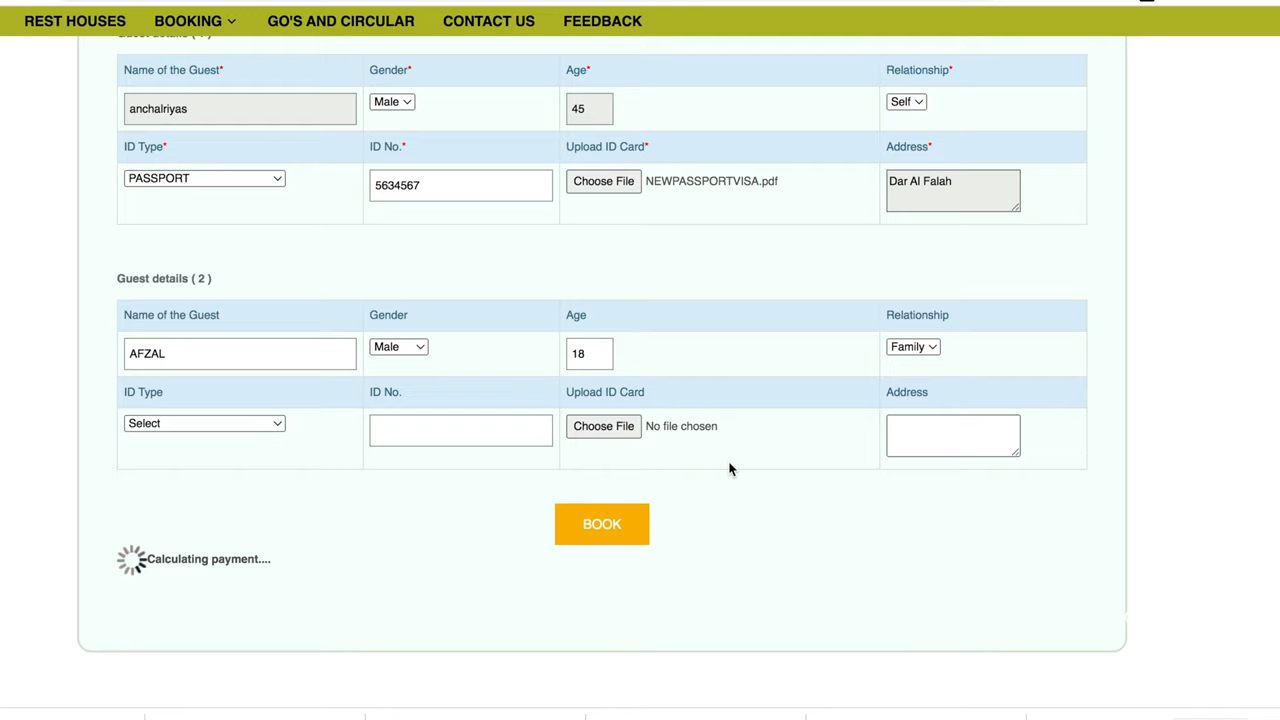 REST HOUSES BOOKING GO'S AND CIRCULAR CONTACT US FEEDBACK
Name of the Guest* Gender* Age* Relationship*
anchalriyas Male 45 Self
ID Type* ID No.* Upload ID Card* Address*
PASSPORT 5634567 Choose File NEWPASSPORTVISA.pdf Dar Al Falah
Guest details ( 2 )
Name of the Guest Gender Age Relationship
AFZAL Male 18 Family
ID Type ID No. Upload ID Card Address
Select Choose File No file chosen
BOOK
Calculating payment....